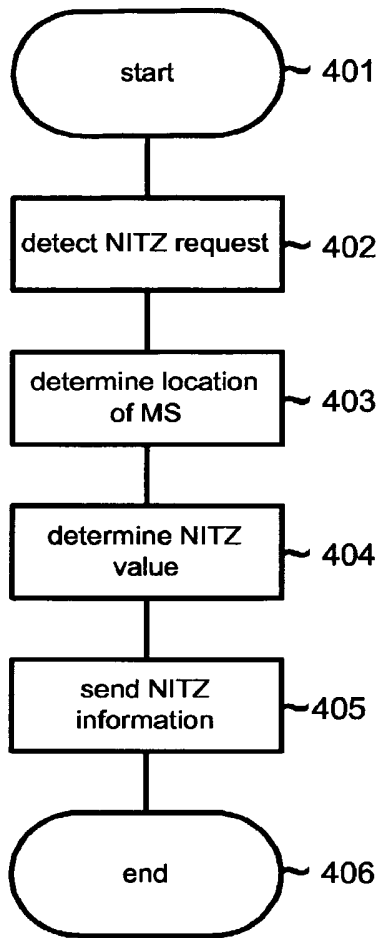 start
401
detect NITZ request
402
determine location
of MS
403
determine NITZ
value
404
send NITZ
information
405
end
406